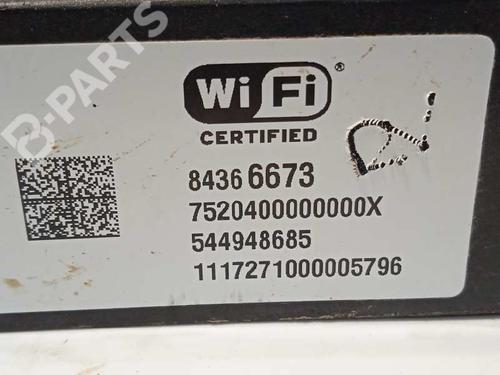 B-PARTS
Wi Fi ®
CERTIFIED
8436 6673
7520400000000X
544948685
1117271000005796